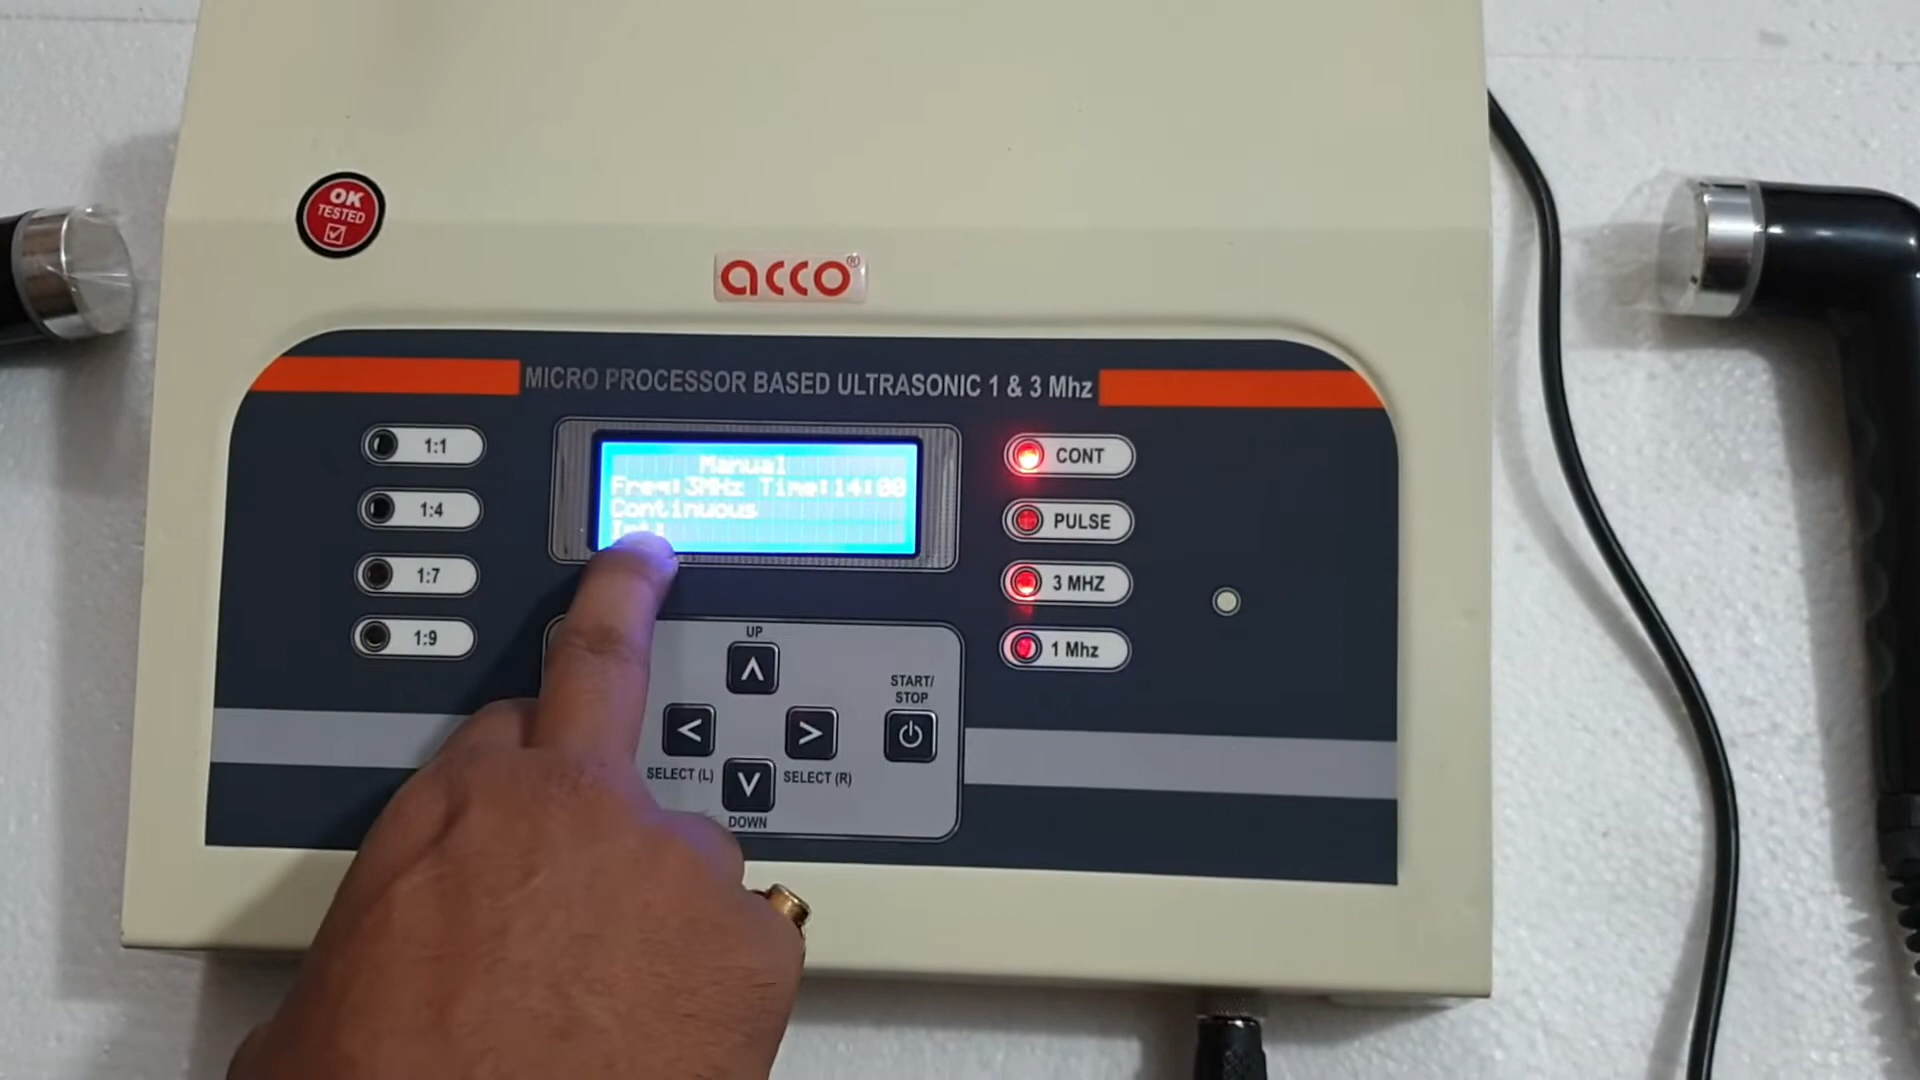 OK
TESTED
acco®
MICRO PROCESSOR BASED ULTRASONIC 1 & 3 Mhz
1:1
1:4
1:7
1:9
Manual
Freq:3MHz Time:14:00
Continuous
Int:
CONT
PULSE
3 MHZ
1 Mhz
UP
START/
STOP
SELECT (L)
SELECT (R)
DOWN